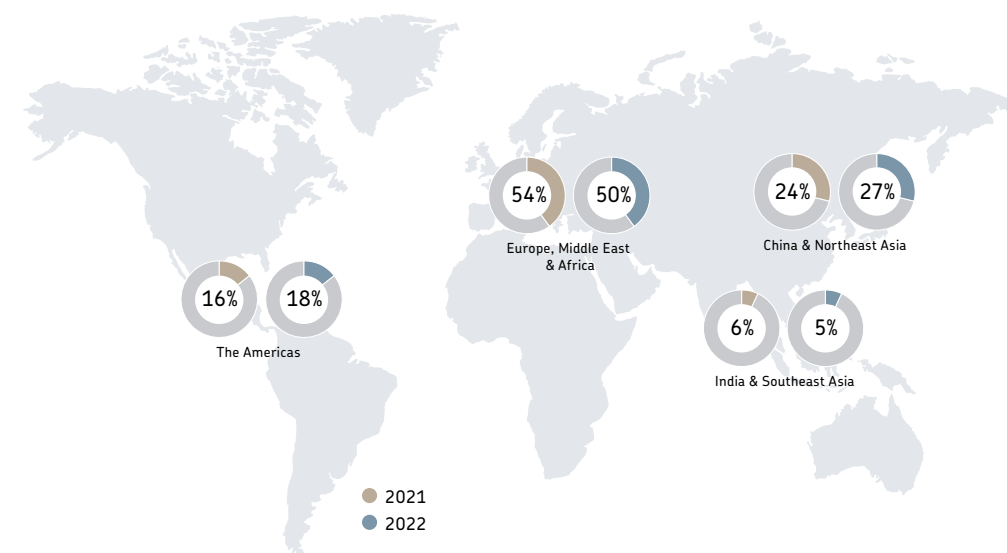 54%
50%
Europe, Middle East
& Africa
24%
27%
China & Northeast Asia
16%
18%
The Americas
6%
5%
India & Southeast Asia
2021
2022